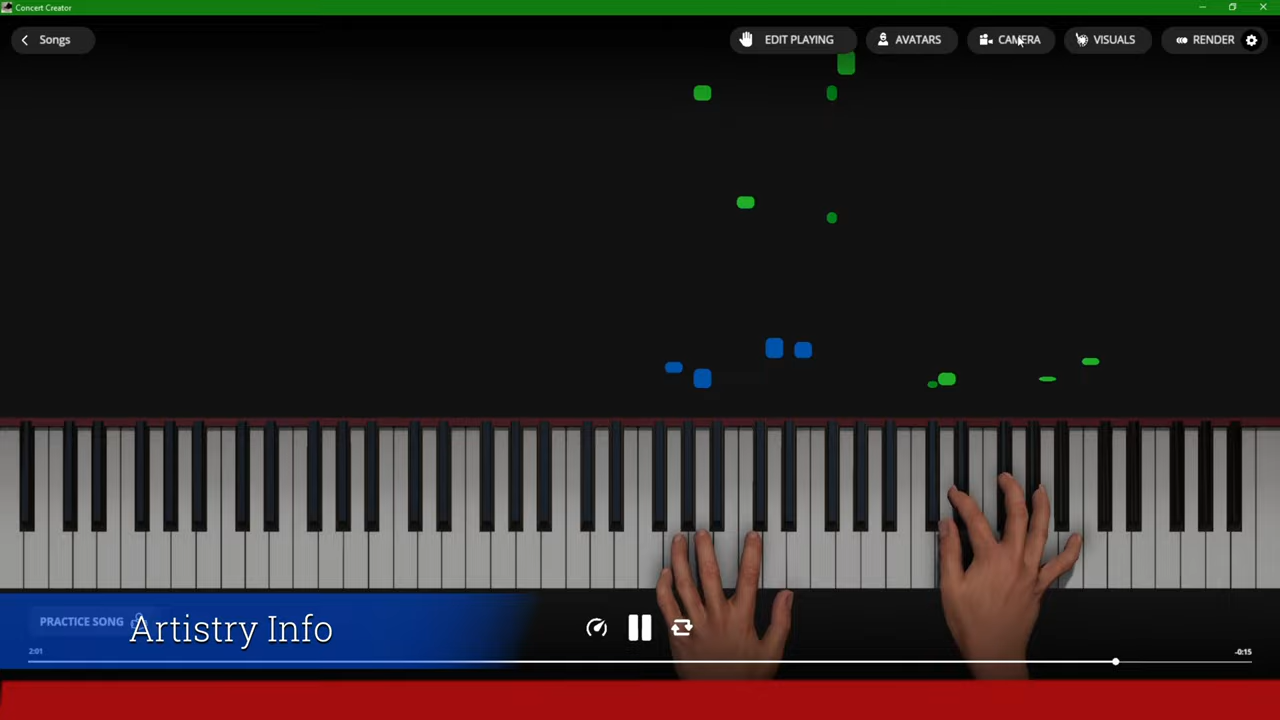 Concert Creator
Songs
EDIT PLAYING
AVATARS
CAMERA
VISUALS
RENDER
PRACTICE SONG
Artistry Info
2:01
-0:15